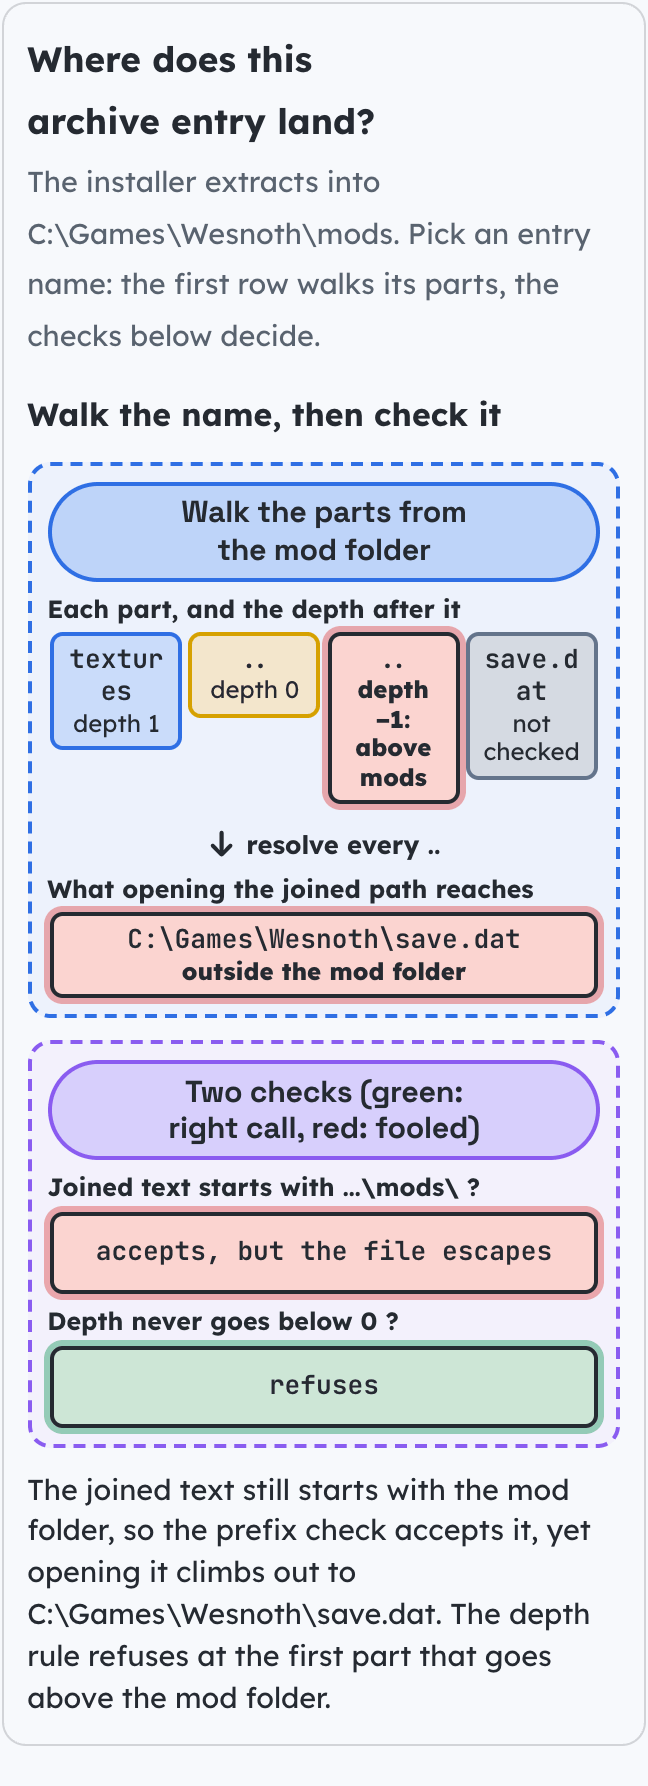 Where does this
archive entry land?
The installer extracts into
C:\Games\Wesnoth\mods. Pick an entry
name: the first row walks its parts, the
checks below decide.
Walk the name, then check it
Walk the parts from
the mod folder
Each part, and the depth after it
textur
es
depth 1
..
depth 0
..
depth
−1:
above
mods
save.d
at
not
checked
↓ resolve every ..
What opening the joined path reaches
C:\Games\Wesnoth\save.dat
outside the mod folder
Two checks (green:
right call, red: fooled)
Joined text starts with …\mods\ ?
accepts, but the file escapes
Depth never goes below 0 ?
refuses
The joined text still starts with the mod
folder, so the prefix check accepts it, yet
opening it climbs out to
C:\Games\Wesnoth\save.dat. The depth
rule refuses at the first part that goes
above the mod folder.